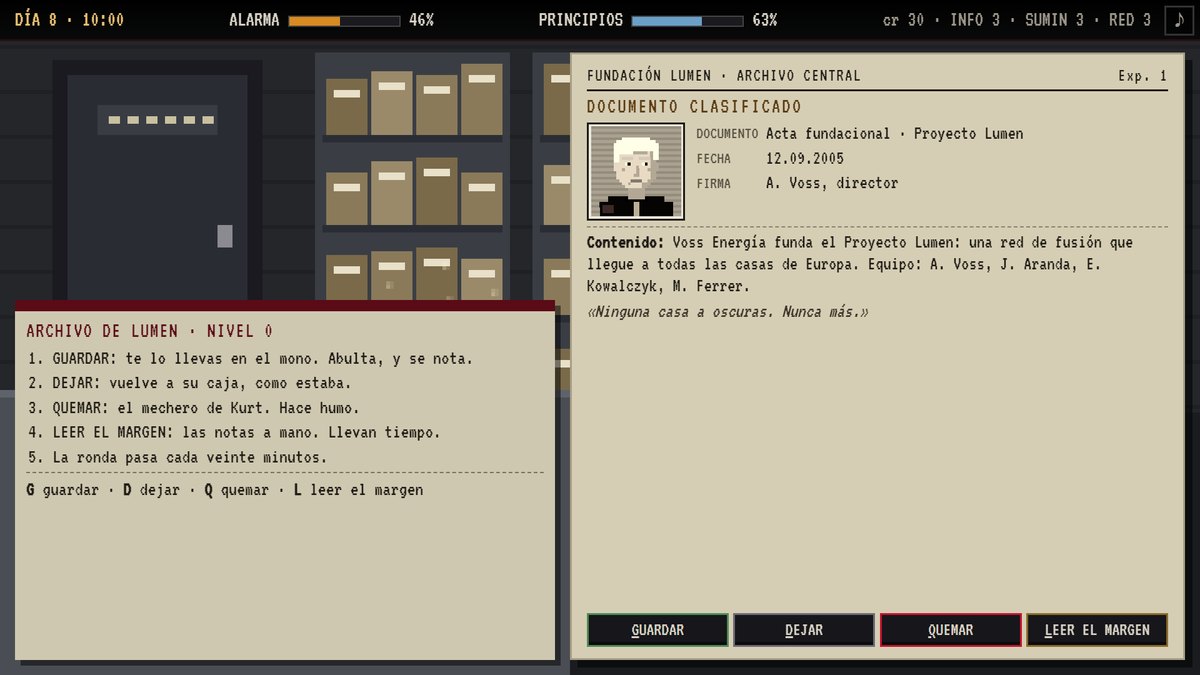 DÍA 8 · 10:00
ALARMA 46%
PRINCIPIOS 63%
cr 30 · INFO 3 · SUMIN 3 · RED 3
FUNDACIÓN LUMEN · ARCHIVO CENTRAL
Exp. 1
DOCUMENTO CLASIFICADO
DOCUMENTO Acta fundacional · Proyecto Lumen
FECHA 12.09.2005
FIRMA A. Voss, director
Contenido: Voss Energía funda el Proyecto Lumen: una red de fusión que
llegue a todas las casas de Europa. Equipo: A. Voss, J. Aranda, E.
Kowalczyk, M. Ferrer.
«Ninguna casa a oscuras. Nunca más.»
ARCHIVO DE LUMEN · NIVEL 0
1. GUARDAR: te lo llevas en el mono. Abulta, y se nota.
2. DEJAR: vuelve a su caja, como estaba.
3. QUEMAR: el mechero de Kurt. Hace humo.
4. LEER EL MARGEN: las notas a mano. Llevan tiempo.
5. La ronda pasa cada veinte minutos.
G guardar · D dejar · Q quemar · L leer el margen
GUARDAR
DEJAR
QUEMAR
LEER EL MARGEN